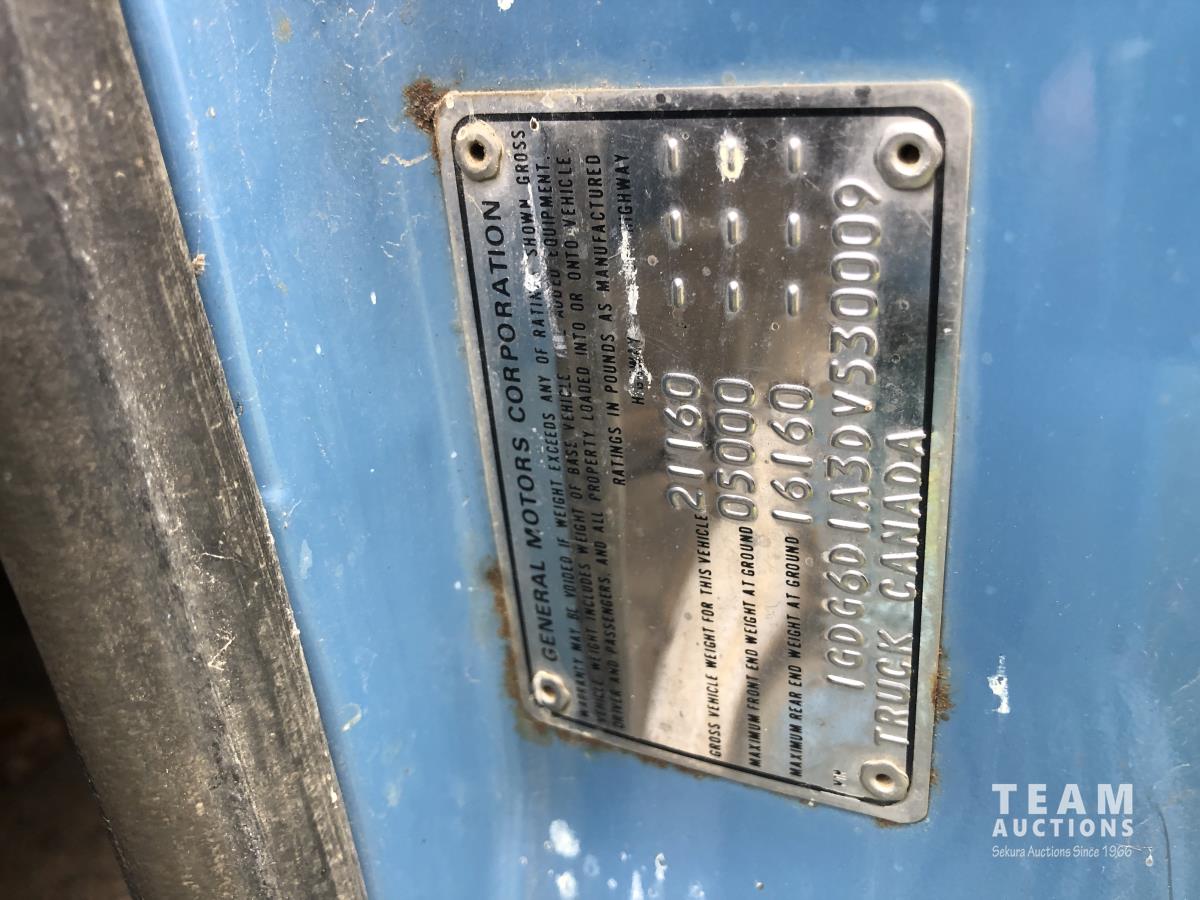 GENERAL MOTORS CORPORATION
WARRANTY MAY BE VOIDED IF WEIGHT EXCEEDS ANY OF RATINGS SHOWN. GROSS
VEHICLE WEIGHT INCLUDES WEIGHT OF BASE VEHICLE, ALL ADDED EQUIPMENT,
DRIVER AND PASSENGERS, AND ALL PROPERTY LOADED INTO OR ONTO VEHICLE.
RATINGS IN POUNDS AS MANUFACTURED
HIGHWAY HIGHWAY
GROSS VEHICLE WEIGHT FOR THIS VEHICLE 21160
MAXIMUM FRONT END WEIGHT AT GROUND 05000
MAXIMUM REAR END WEIGHT AT GROUND 16160
1GDG6D1A3DV530009
VIN TRUCK CANADA
TEAM
AUCTIONS
Sekura Auctions Since 1966